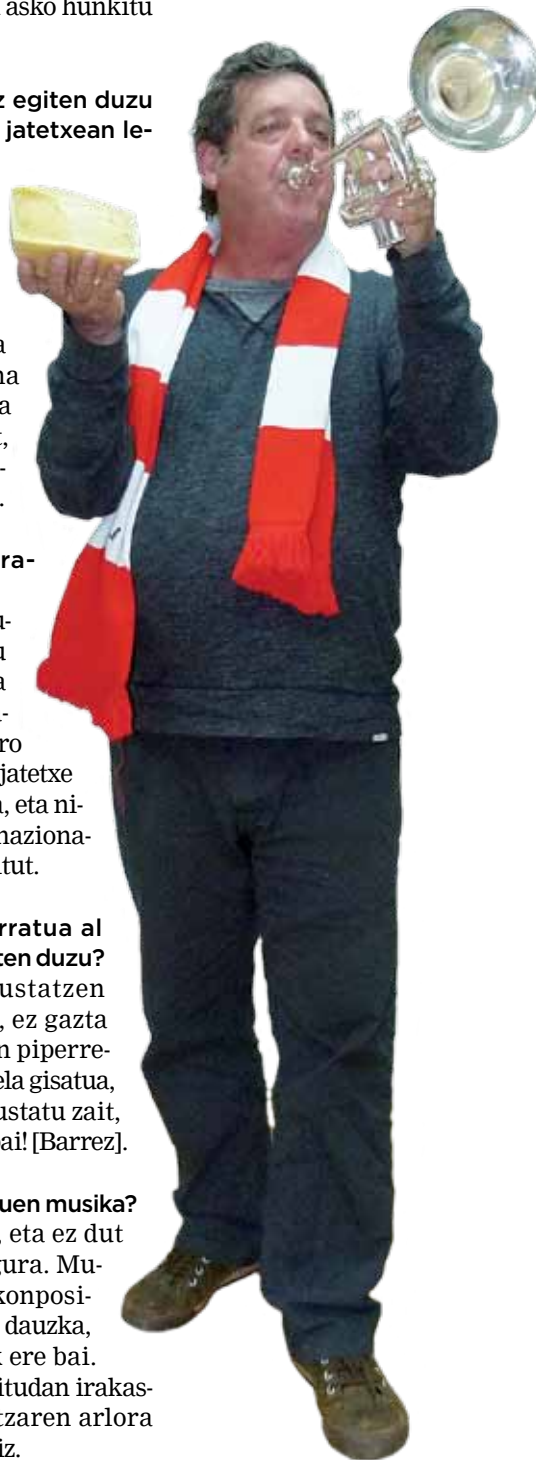 asko hunkitu
z egiten duzu
jatetxean le-
a
na
a
,
-
.
ra-
u-
u
a
i-
ro
jatetxe
, eta ni-
naziona-
tut.
rratua al
ten duzu?
ustatzen
, ez gazta
n piperre-
ela gisatua,
ustatu zait,
bai! [Barrez].
uen musika?
, eta ez dut
gura. Mu-
konposi-
dauzka,
k ere bai.
itudan irakas-
tzaren arlora
iz.